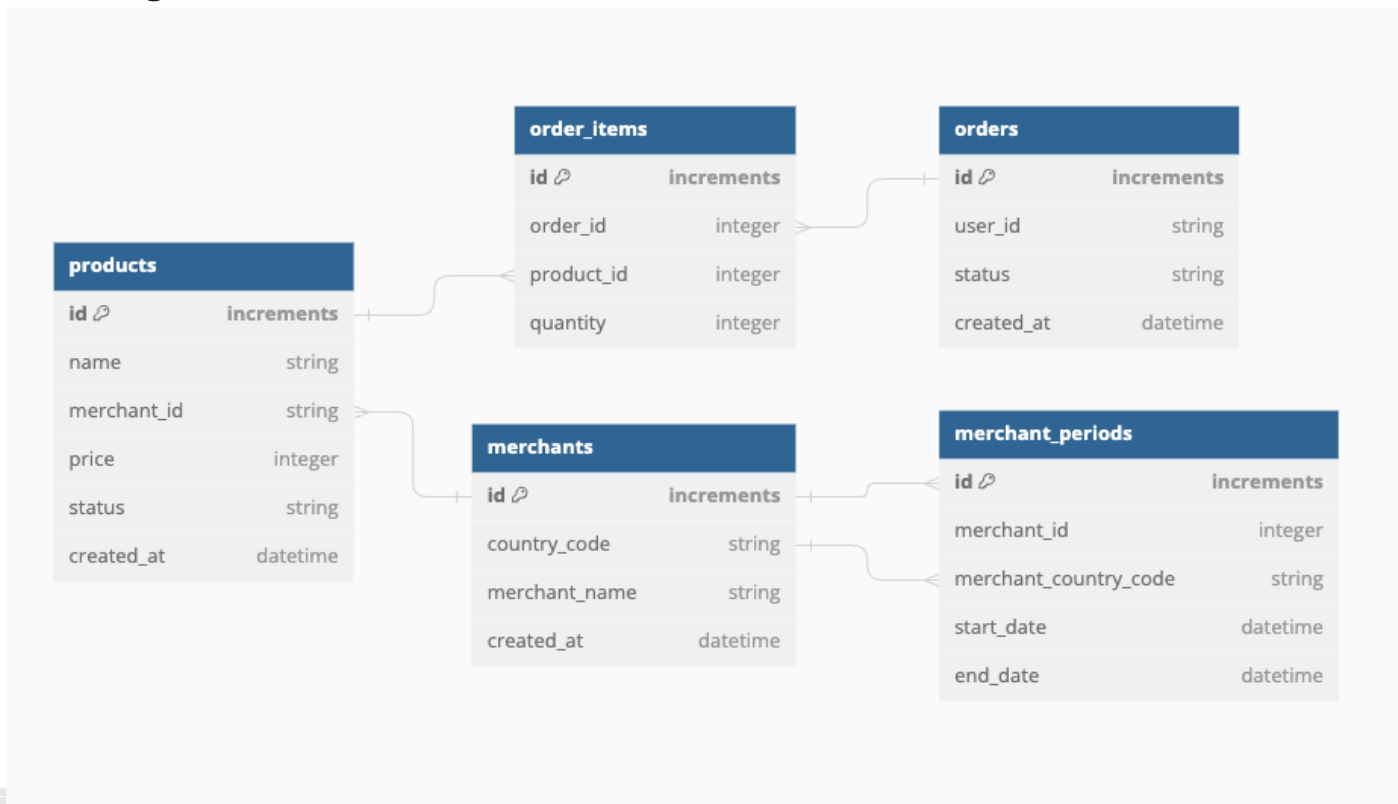 order_items
id increments
order_id integer
product_id integer
quantity integer
orders
id increments
user_id string
status string
created_at datetime
products
id increments
name string
merchant_id string
price integer
status string
created_at datetime
merchants
id increments
country_code string
merchant_name string
created_at datetime
merchant_periods
id increments
merchant_id integer
merchant_country_code string
start_date datetime
end_date datetime